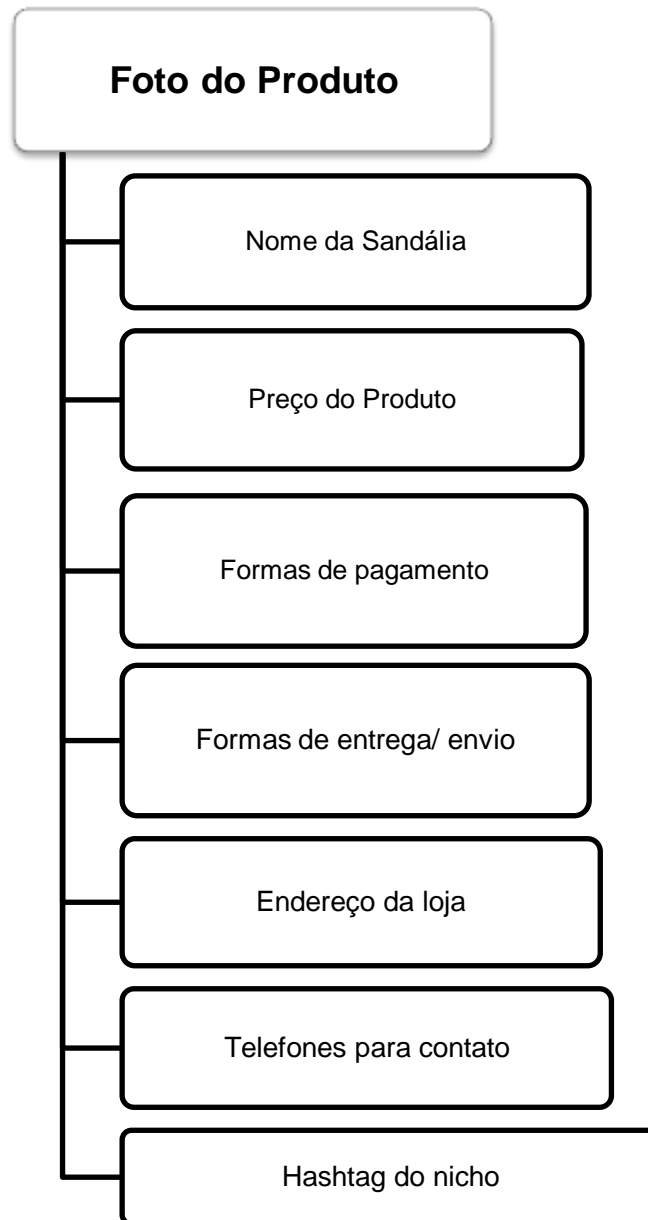 Foto do Produto
Nome da Sandália
Preço do Produto
Formas de pagamento
Formas de entrega/ envio
Endereço da loja
Telefones para contato
Hashtag do nicho